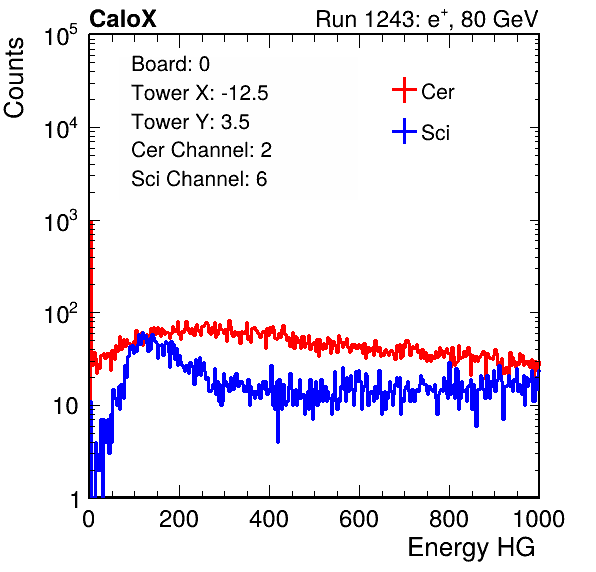 CaloX Run 1243: e⁺, 80 GeV
Counts
10⁵
Board: 0
Tower X: -12.5
Tower Y: 3.5
Cer Channel: 2
Sci Channel: 6
Cer
Sci
10⁴
10³
10²
10
1
0 200 400 600 800 1000
Energy HG